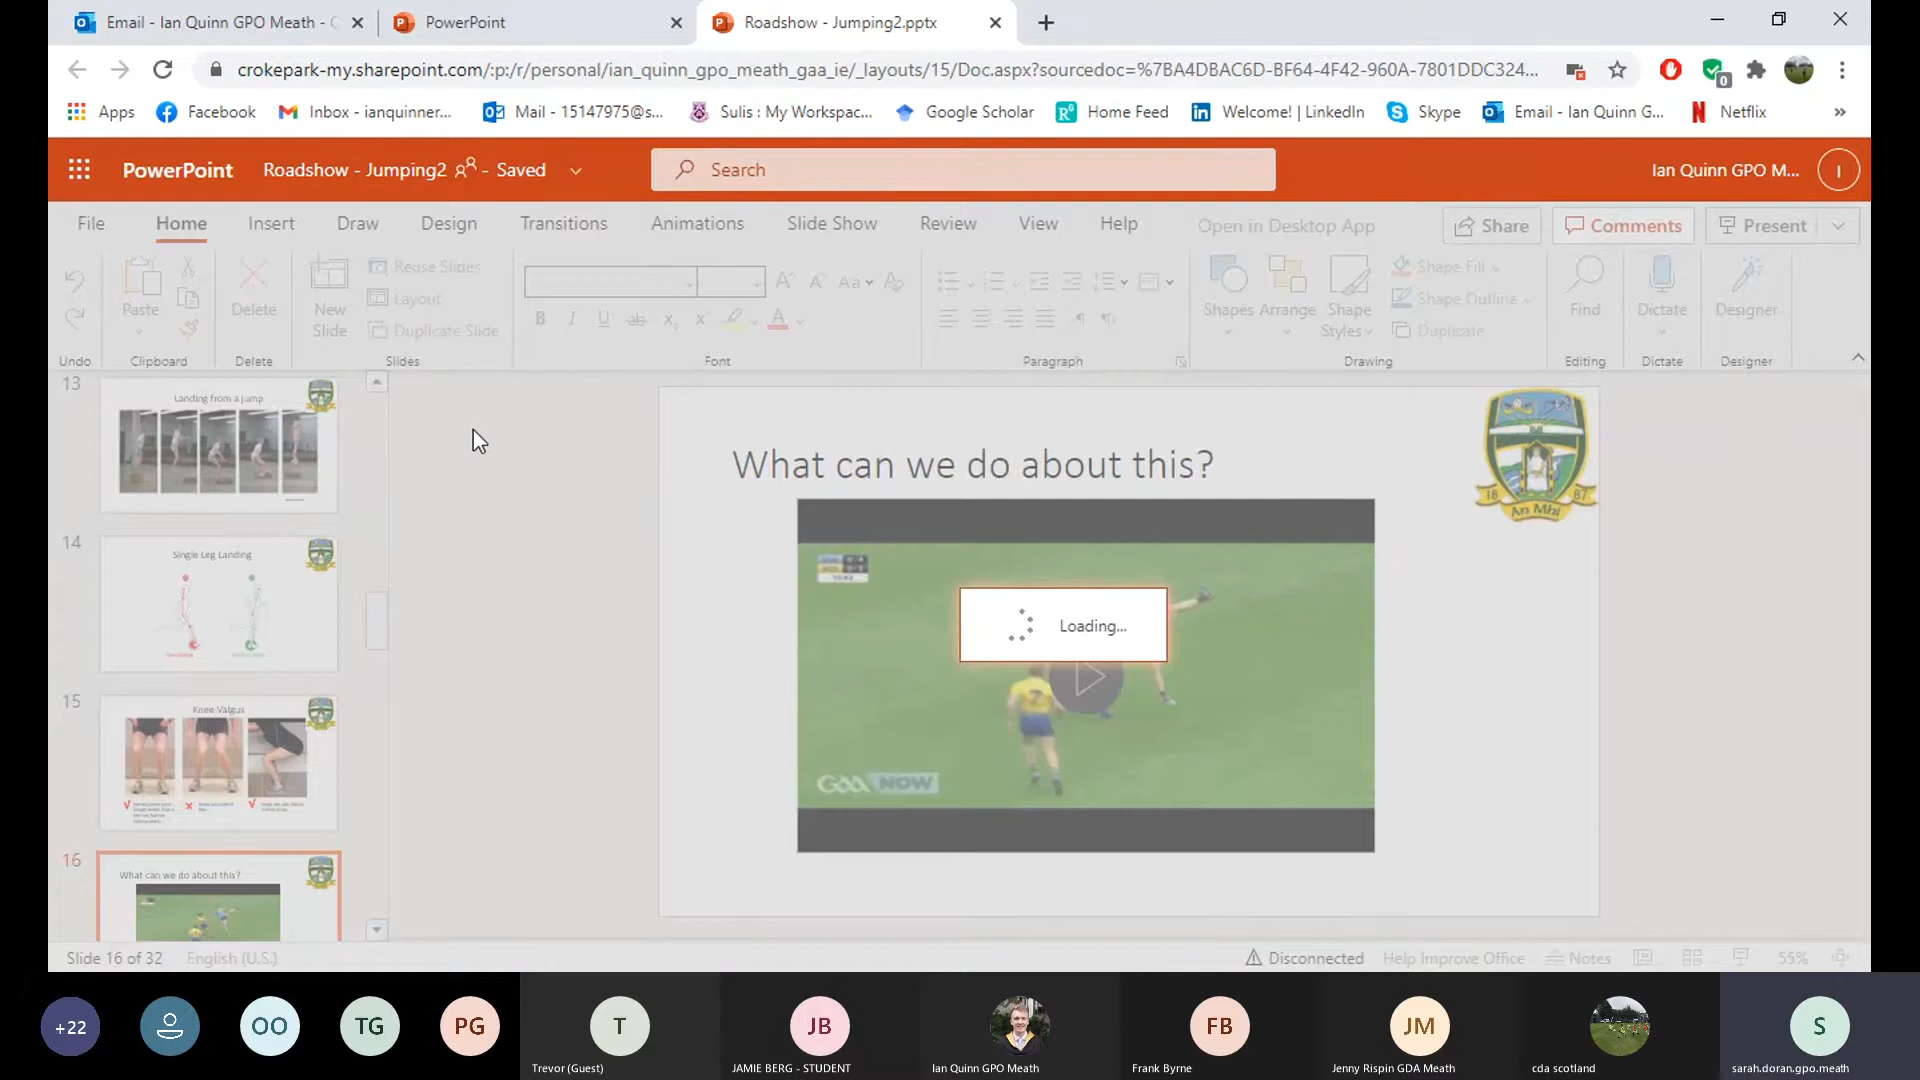 Email - Ian Quinn GPO Meath - 
PowerPoint
Roadshow - Jumping2.pptx
crokepark-my.sharepoint.com/:p:/r/personal/ian_quinn_gpo_meath_gaa_ie/_layouts/15/Doc.aspx?sourcedoc=%7BA4DBAC6D-BF64-4F42-960A-7801DDC324...
0
Apps
Facebook
Inbox - ianquinner...
Mail - 15147975@s...
Sulis : My Workspac...
Google Scholar
Home Feed
Welcome! | LinkedIn
Skype
Email - Ian Quinn G...
Netflix
PowerPoint
Roadshow - Jumping2 - Saved
Search
Ian Quinn GPO M...
I
File
Home
Insert
Draw
Design
Transitions
Animations
Slide Show
Review
View
Help
Open in Desktop App
Share
Comments
Present
Reuse Slides
Layout
Duplicate Slide
Paste
Delete
New
Slide
Shapes
Arrange
Shape
Styles
Shape Fill
Shape Outline
Duplicate
Find
Dictate
Designer
Undo
Clipboard
Delete
Slides
Font
Paragraph
Drawing
Editing
Dictate
Designer
13
Landing from a jump
14
Single Leg Landing
15
Knee Valgus
16
What can we do about this?
What can we do about this?
18 87
An Mhí
Loading...
GAA NOW
Slide 16 of 32
English (U.S.)
Disconnected
Help Improve Office
Notes
55%
+22
OO
TG
PG
T
JB
FB
JM
S
Trevor (Guest)
JAMIE BERG - STUDENT
Ian Quinn GPO Meath
Frank Byrne
Jenny Rispin GDA Meath
cda scotland
sarah.doran.gpo.meath